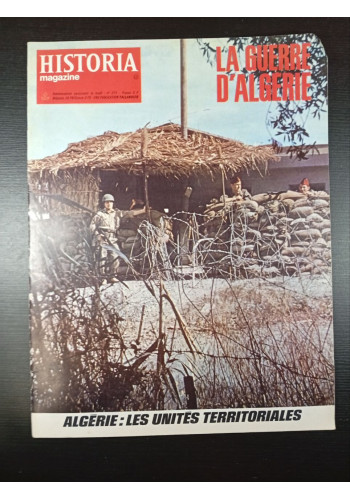 HISTORIA
magazine
LA GUERRE
D'ALGÉRIE
ALGÉRIE: LES UNITÉS TERRITORIALES